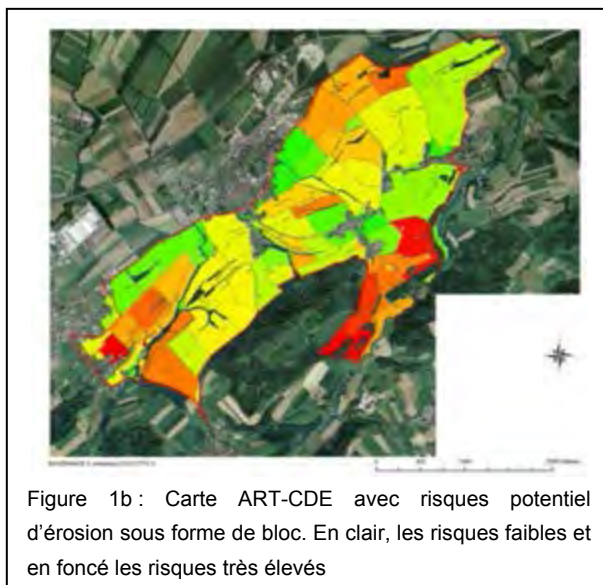 Figure 1b : Carte ART-CDE avec risques potentiel
d'érosion sous forme de bloc. En clair, les risques faibles et
en foncé les risques très élevés